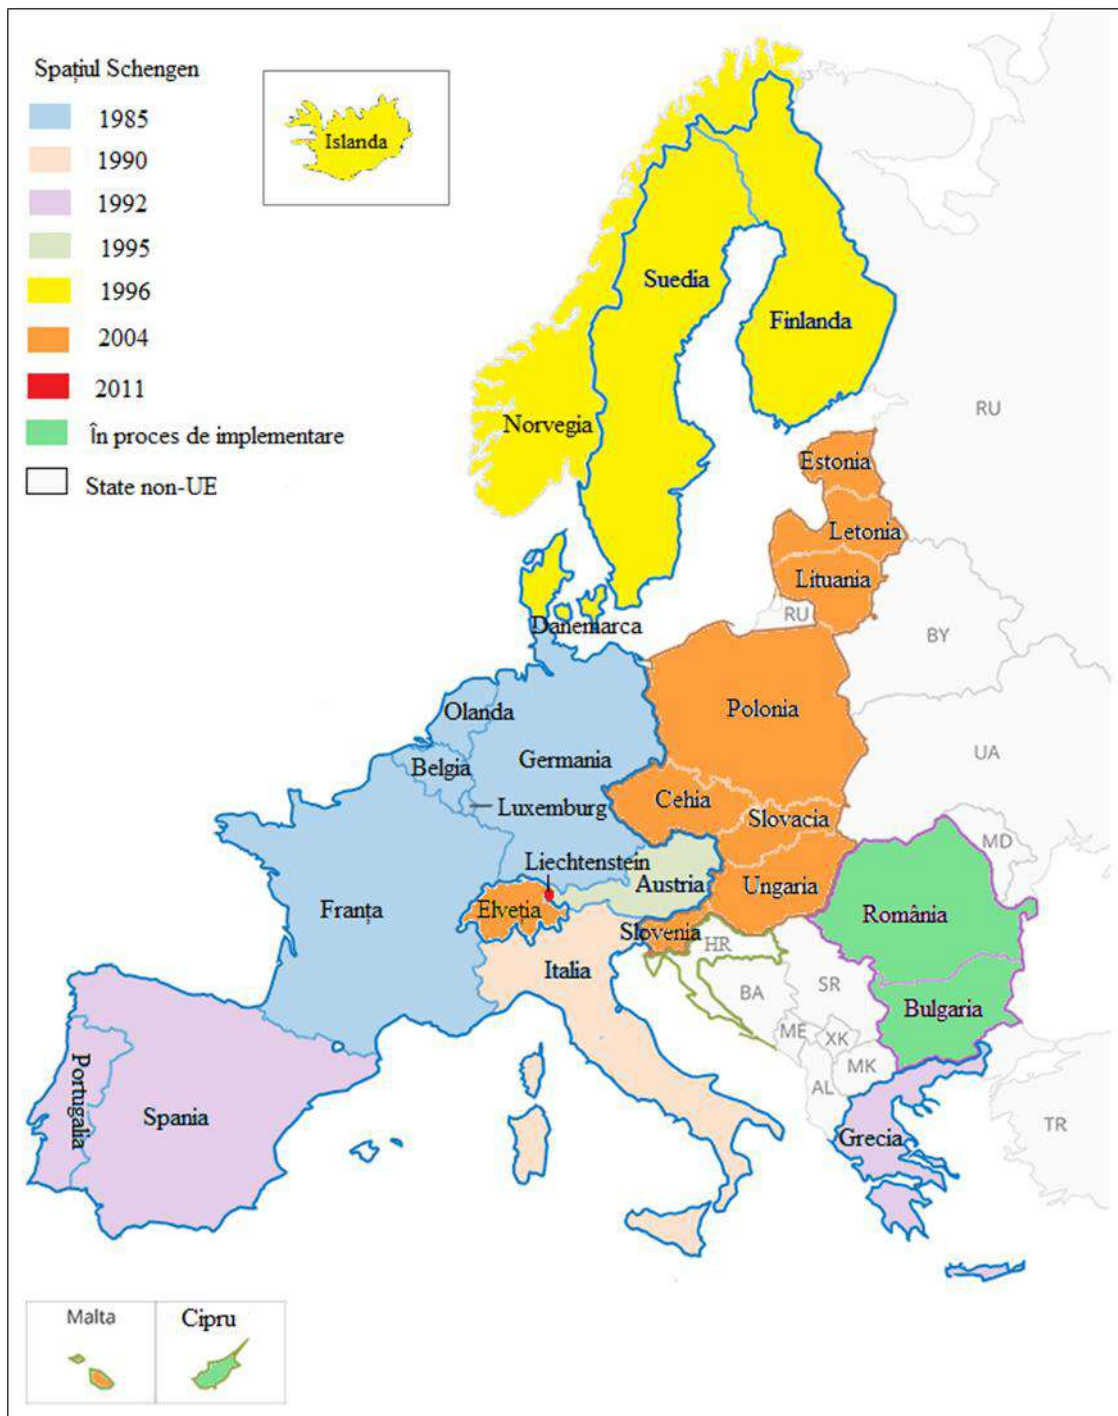 Spațiul Schengen
1985
1990
1992
1995
1996
2004
2011
În proces de implementare
State non-UE
Islanda
Suedia
Finlanda
Norvegia
RU
Estonia
Letonia
Lituania
RU
Danemarca
BY
Polonia
Olanda
Germania
Belgia
UA
Cehia
Luxemburg
Slovacia
MD
Liechtenstein
Austria
Ungaria
Franța
Elveția
România
Slovenia
HR
Italia
SR
BA
Bulgaria
ME
XK
MK
AL
Portugalia
Spania
Grecia
TR
Malta
Cipru